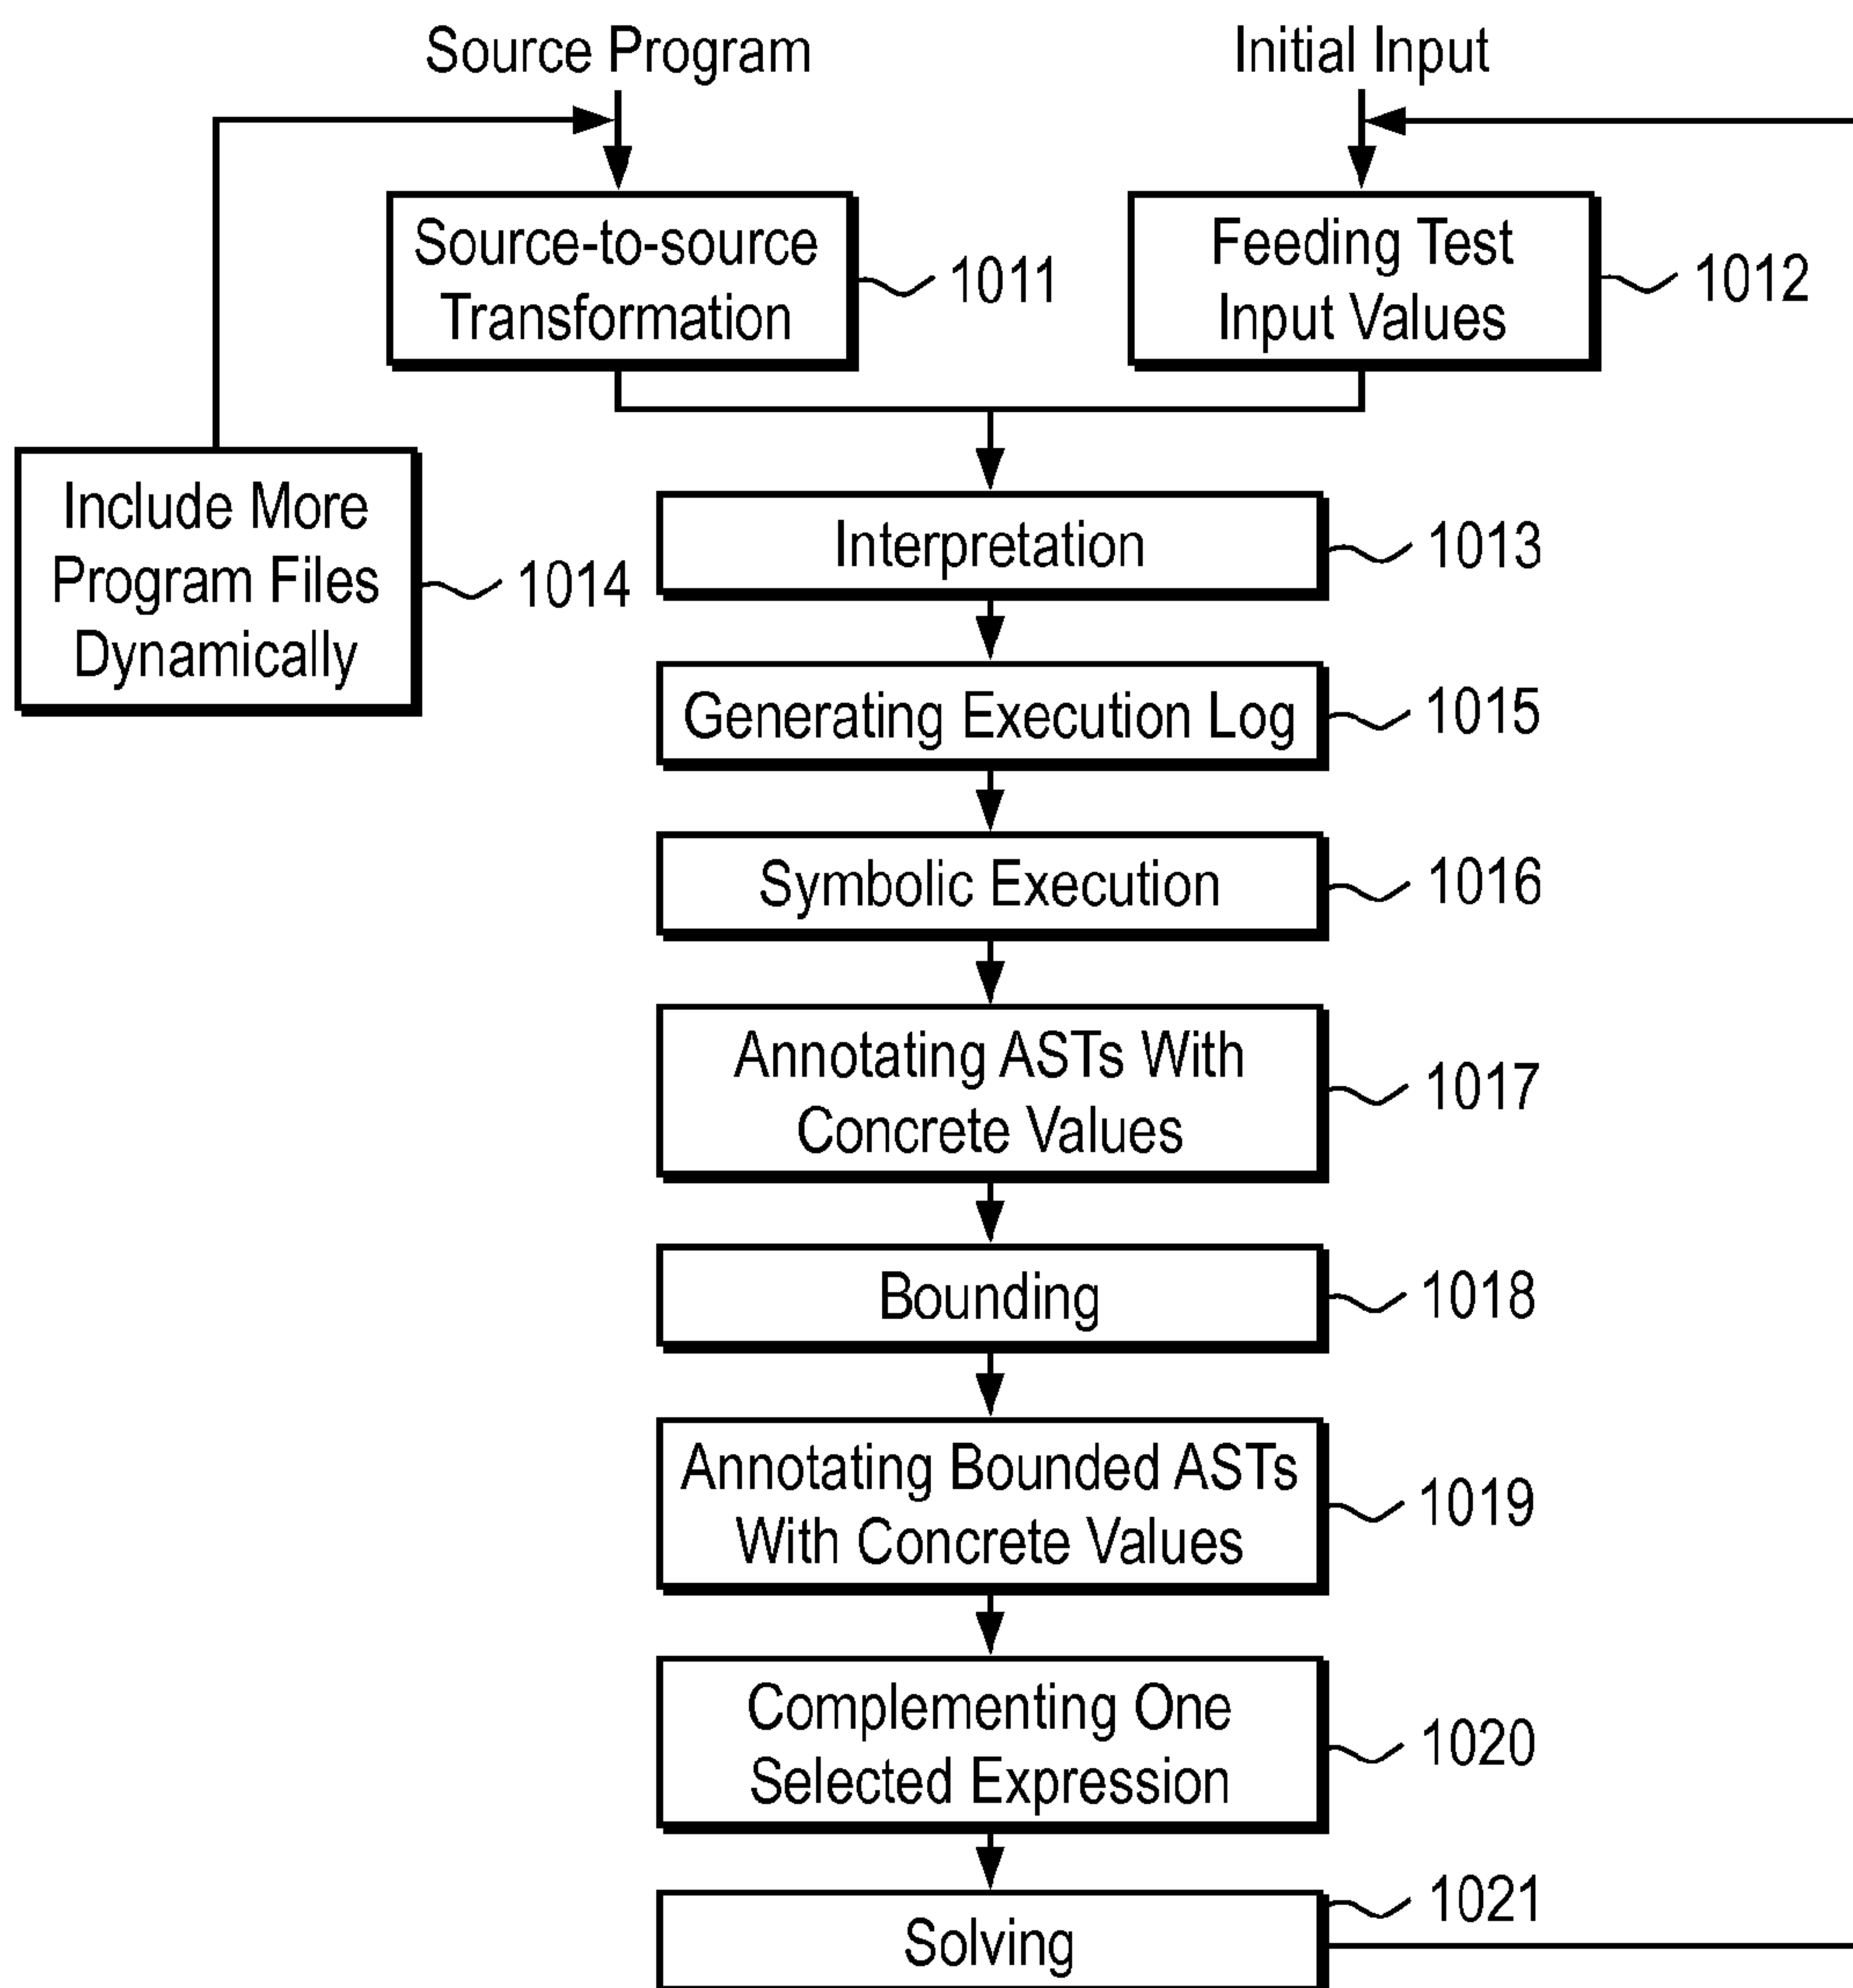 Source Program
Initial Input
Source-to-source
Transformation
1011
Feeding Test
Input Values
1012
Include More
Program Files
Dynamically
1014
Interpretation
1013
Generating Execution Log
1015
Symbolic Execution
1016
Annotating ASTs With
Concrete Values
1017
Bounding
1018
Annotating Bounded ASTs
With Concrete Values
1019
Complementing One
Selected Expression
1020
Solving
1021